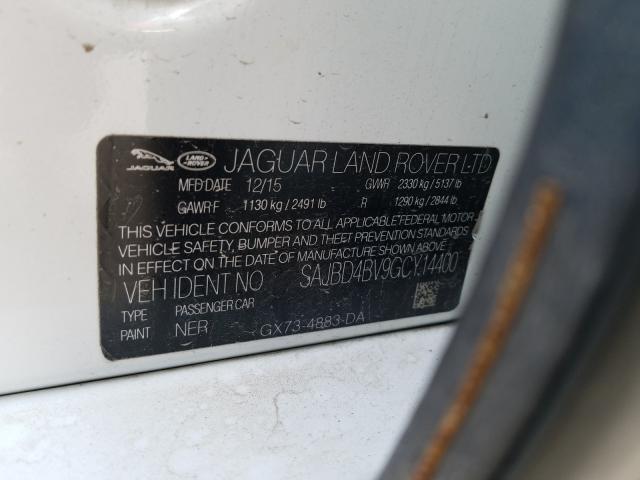 JAGUAR LAND ROVER JAGUAR LAND ROVER LTD
MFD DATE 12/15 GVWR 2330 kg / 5137 lb
GAWR F 1130 kg / 2491 lb R 1290 kg / 2844 lb
THIS VEHICLE CONFORMS TO ALL APPLICABLE FEDERAL MOTOR
VEHICLE SAFETY, BUMPER AND THEFT PREVENTION STANDARDS
IN EFFECT ON THE DATE OF MANUFACTURE SHOWN ABOVE
VEH IDENT NO SAJBD4BV9GCY14400
TYPE PASSENGER CAR
PAINT NER GX73-4883-DA